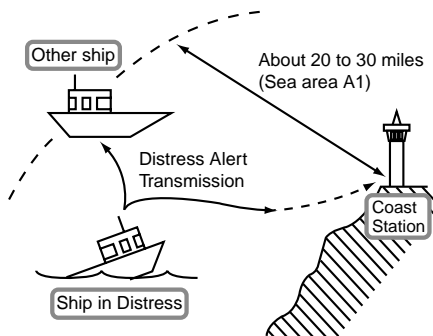 Other ship
About 20 to 30 miles
(Sea area A1)
Distress Alert
Transmission
Coast
Station
Ship in Distress